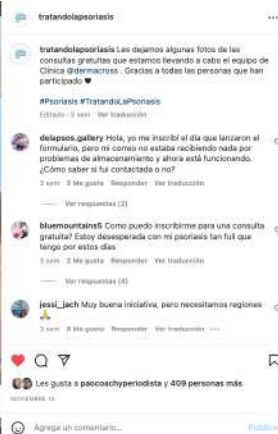 tratandolapsoriasis
tratandolapsoriasis Les dejamos algunas fotos de las
consultas gratuitas que estamos llevando a cabo el equipo de
Clínica @dermacross . Gracias a todas las personas que han
participado 🖤
#Psoriasis #TratandoLaPsoriasis
Editado · 3 sem Ver traducción
delapsos.gallery Hola, yo me inscribí el día que lanzaron el
formulario, pero mi correo no estaba recibiendo nada por
problemas de almacenamiento y ahora está funcionando.
¿Cómo saber si fui contactada o no?
3 sem 2 Me gusta Responder Ver traducción
Ver respuestas (2)
bluemountains5 Como puedo inscribirme para una consulta
gratuita? Estoy desesperada con mi psoriasis tan full que
tengo por estos días
3 sem 2 Me gusta Responder Ver traducción
Ver respuestas (4)
jessi_jach Muy buena iniciativa, pero necesitamos regiones
🙏
3 sem 8 Me gusta Responder Ver traducción
Les gusta a paocoachyperiodista y 409 personas más
NOVIEMBRE 16
Agrega un comentario...
Publicar